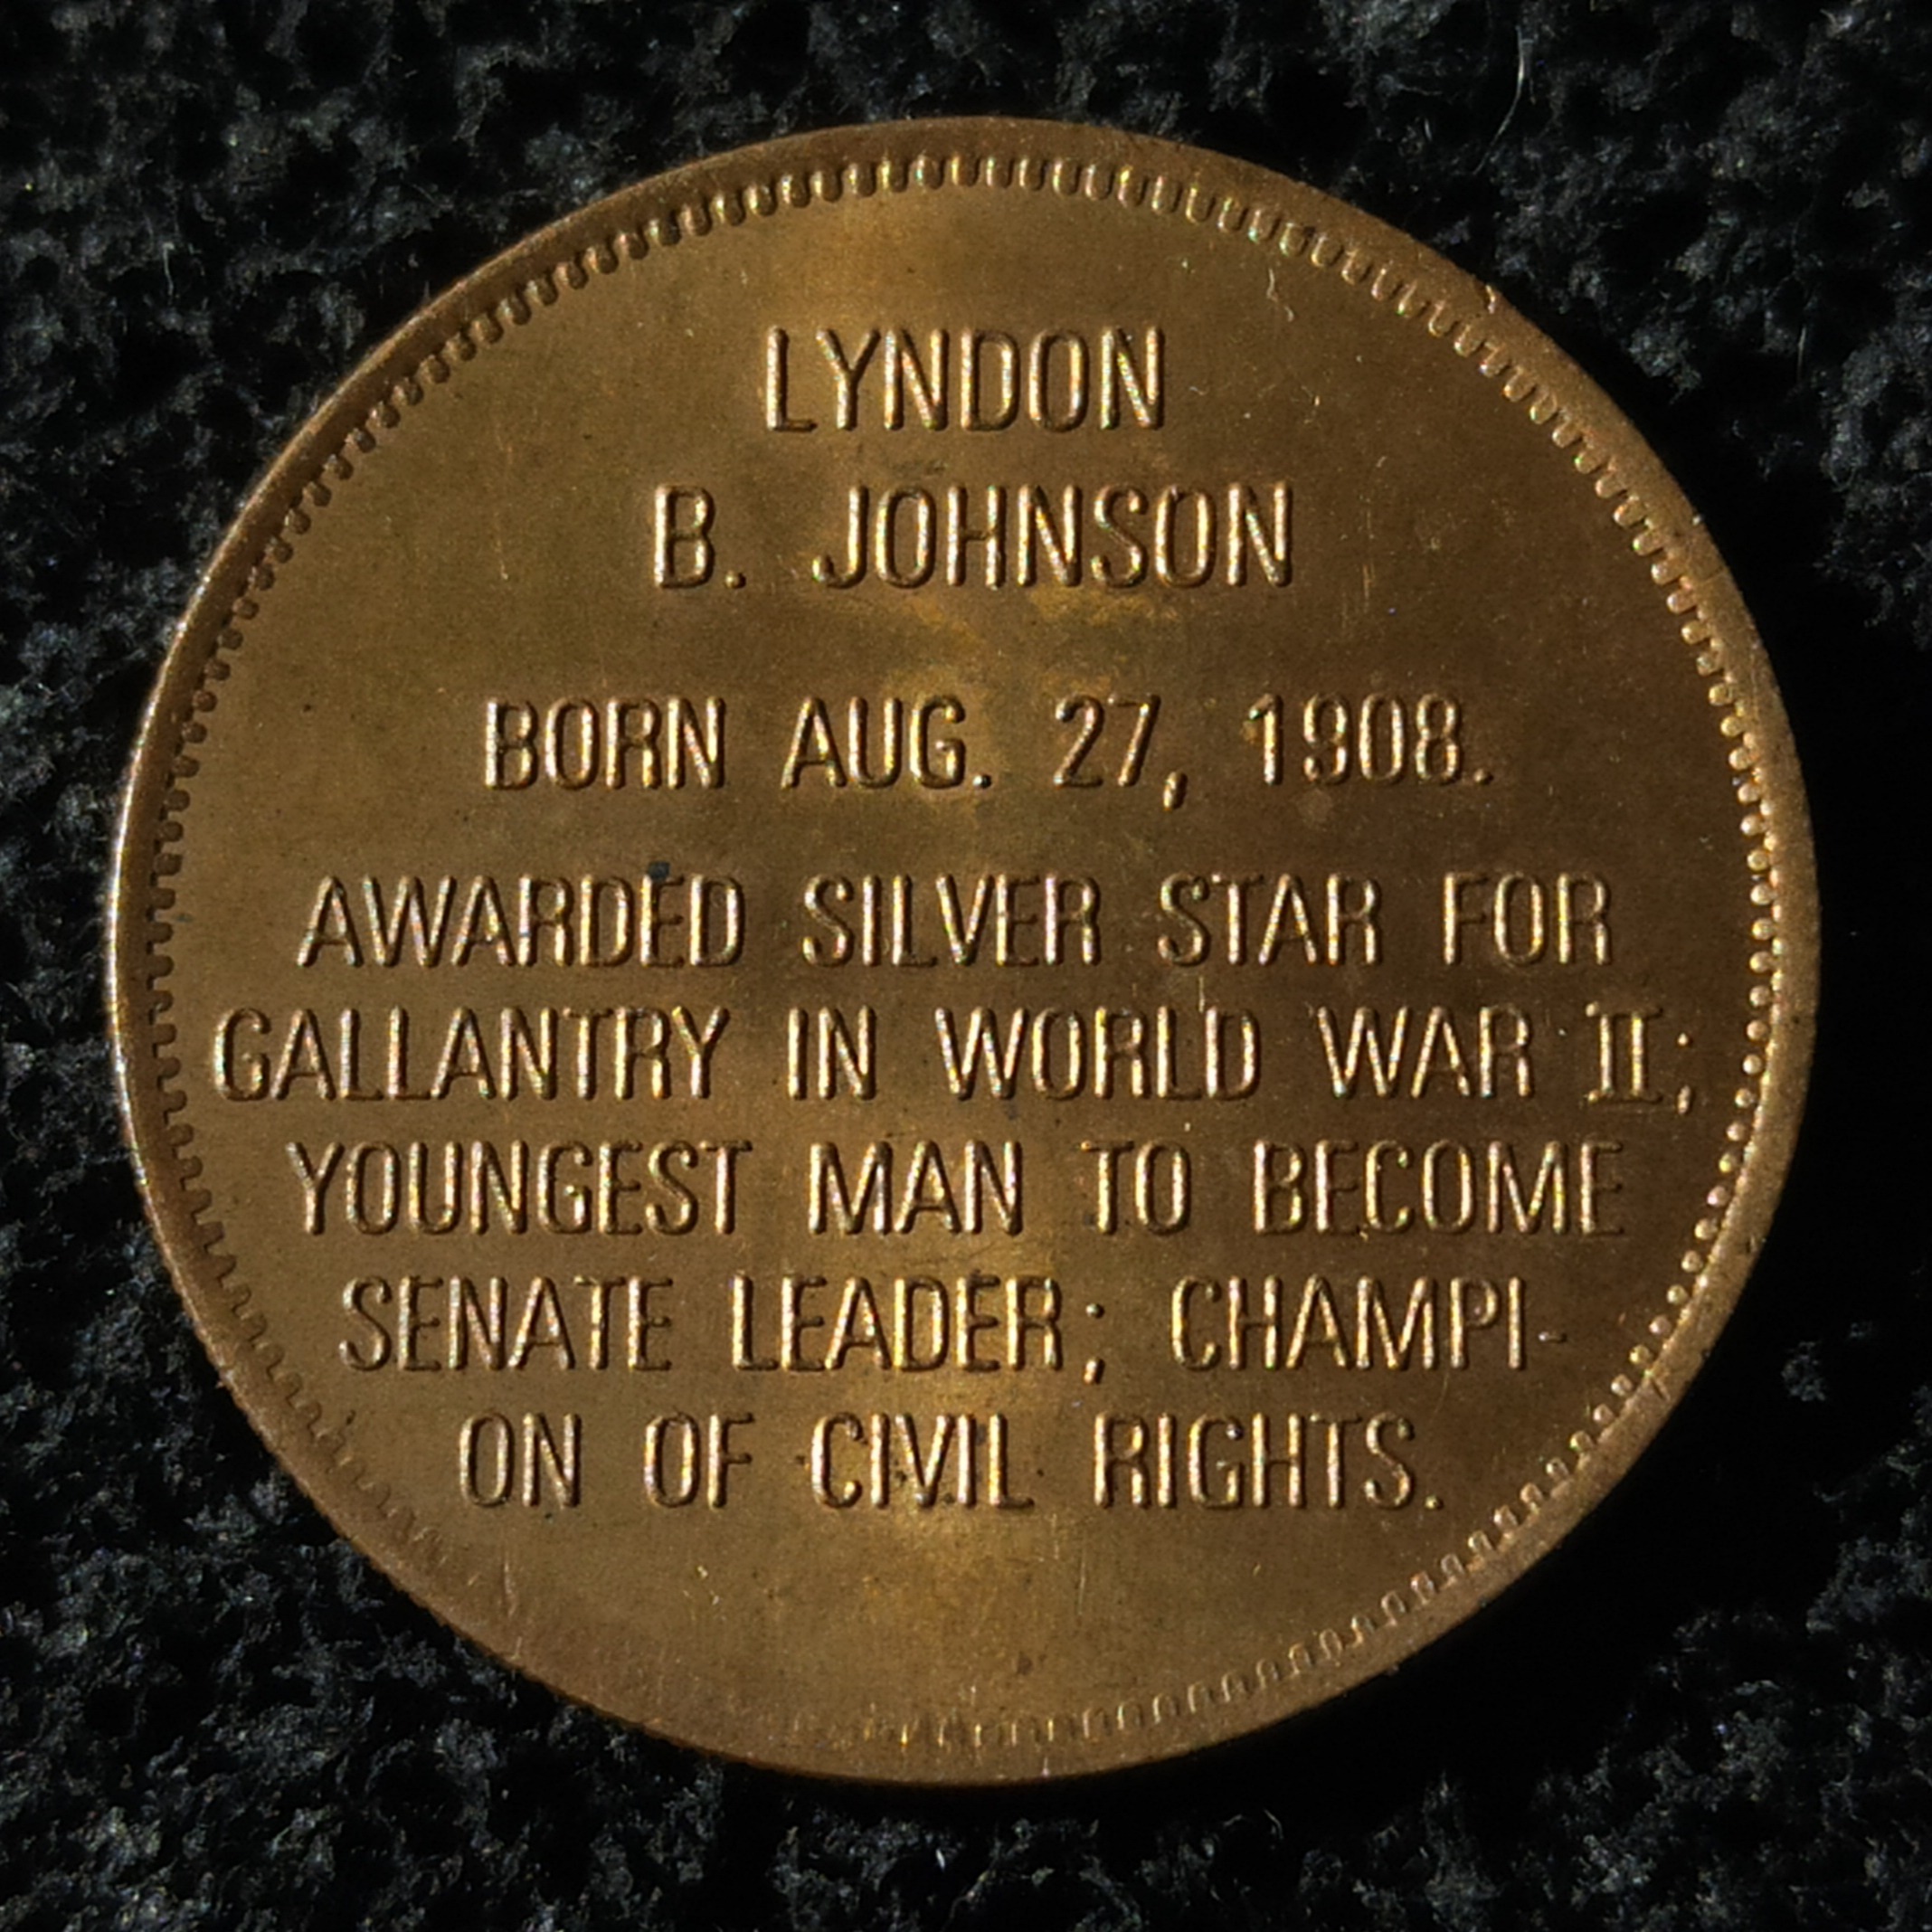 LYNDON
B. JOHNSON
BORN AUG. 27, 1908.
AWARDED SILVER STAR FOR
GALLANTRY IN WORLD WAR II;
YOUNGEST MAN TO BECOME
SENATE LEADER; CHAMPI-
ON OF CIVIL RIGHTS.